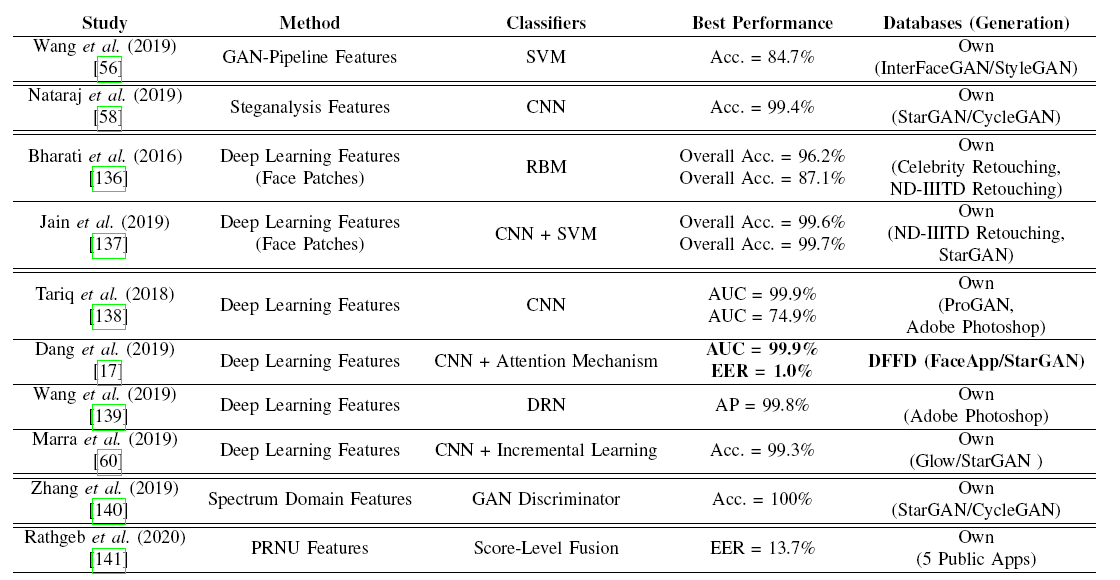 Study Method Classifiers Best Performance Databases (Generation)
Wang et al. (2019)
[56]
GAN-Pipeline Features
SVM
Acc. = 84.7%
Own
(InterFaceGAN/StyleGAN)
Nataraj et al. (2019)
[58]
Steganalysis Features
CNN
Acc. = 99.4%
Own
(StarGAN/CycleGAN)
Bharati et al. (2016)
[136]
Deep Learning Features
(Face Patches)
RBM
Overall Acc. = 96.2%
Overall Acc. = 87.1%
Own
(Celebrity Retouching,
ND-IIITD Retouching)
Jain et al. (2019)
[137]
Deep Learning Features
(Face Patches)
CNN + SVM
Overall Acc. = 99.6%
Overall Acc. = 99.7%
Own
(ND-IIITD Retouching,
StarGAN)
Tariq et al. (2018)
[138]
Deep Learning Features
CNN
AUC = 99.9%
AUC = 74.9%
Own
(ProGAN,
Adobe Photoshop)
Dang et al. (2019)
[17]
Deep Learning Features
CNN + Attention Mechanism
AUC = 99.9%
EER = 1.0%
DFFD (FaceApp/StarGAN)
Wang et al. (2019)
[139]
Deep Learning Features
DRN
AP = 99.8%
Own
(Adobe Photoshop)
Marra et al. (2019)
[60]
Deep Learning Features
CNN + Incremental Learning
Acc. = 99.3%
Own
(Glow/StarGAN )
Zhang et al. (2019)
[140]
Spectrum Domain Features
GAN Discriminator
Acc. = 100%
Own
(StarGAN/CycleGAN)
Rathgeb et al. (2020)
[141]
PRNU Features
Score-Level Fusion
EER = 13.7%
Own
(5 Public Apps)